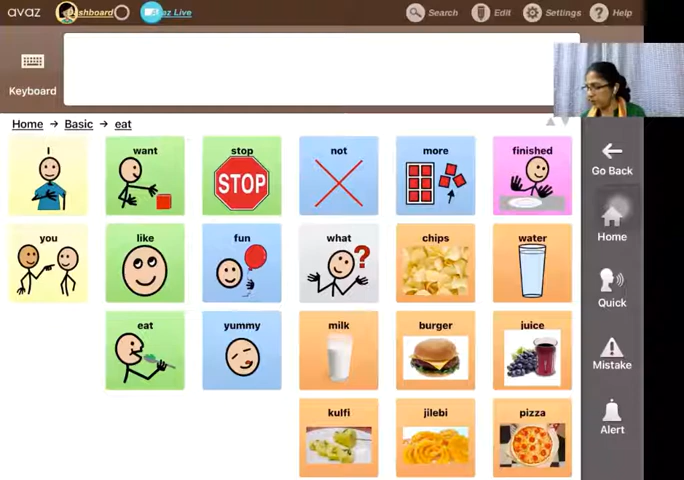 avaz Dashboard Avaz Live Search Edit Settings Help
Keyboard
Home → Basic → eat
I want stop not more finished
STOP
Go Back
you like fun what chips water
Home
Quick
eat yummy milk burger juice
Mistake
kulfi jilebi pizza
Alert